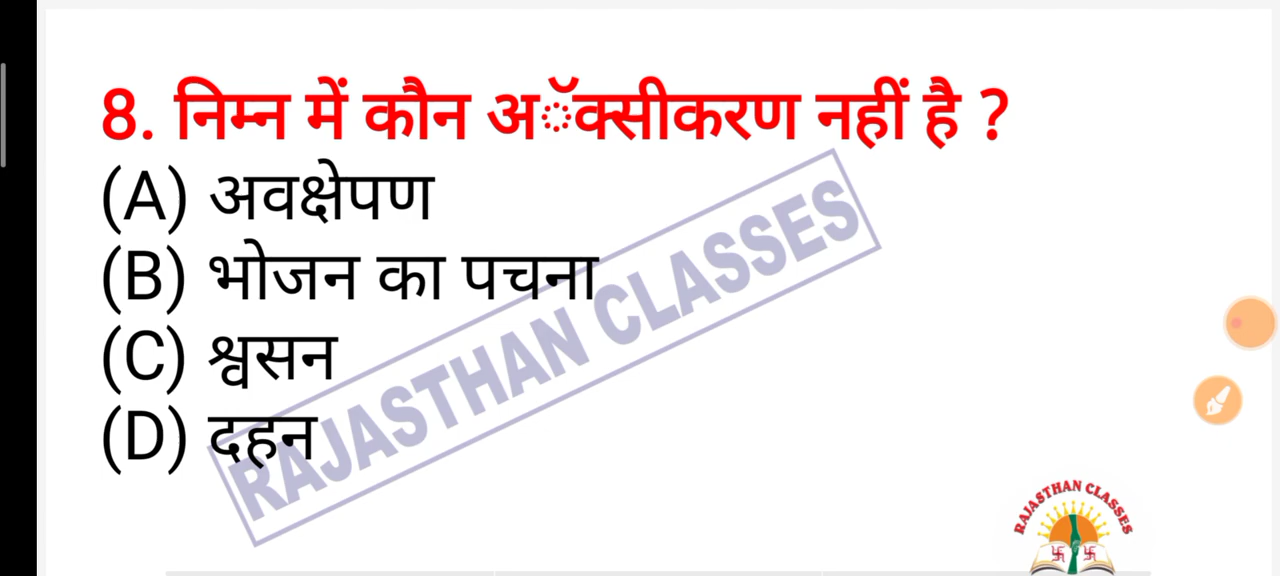 8. निम्न में कौन अॅाक्सीकरण नहीं है ?
(A) अवक्षेपण
(B) भोजन का पचना
(C) श्वसन
(D) दहन
RAJASTHAN CLASSES
RAJASTHAN CLASSES